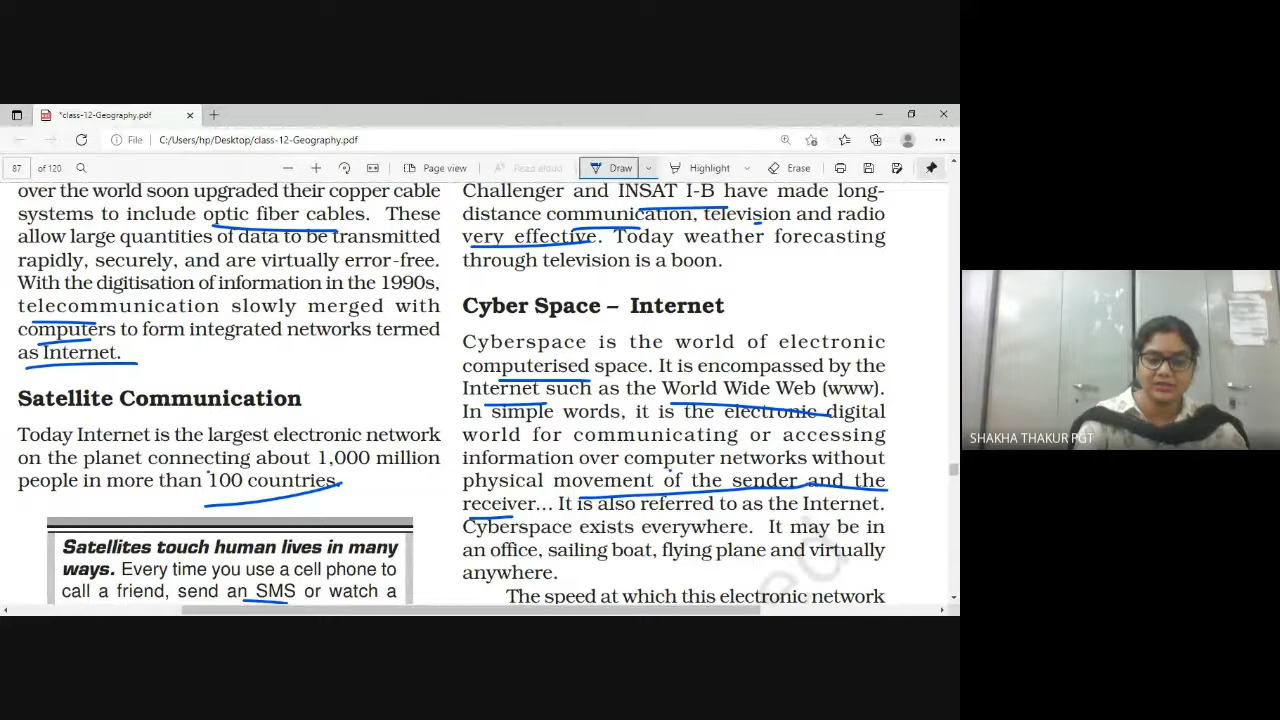 *class-12-Geography.pdf
File
C:/Users/hp/Desktop/class-12-Geography.pdf
87 of 120
Page view
Read aloud
Draw
Highlight
Erase
over the world soon upgraded their copper cable
systems to include optic fiber cables. These
allow large quantities of data to be transmitted
rapidly, securely, and are virtually error-free.
With the digitisation of information in the 1990s,
telecommunication slowly merged with
computers to form integrated networks termed
as Internet.
Satellite Communication
Today Internet is the largest electronic network
on the planet connecting about 1,000 million
people in more than 100 countries.
Satellites touch human lives in many
ways. Every time you use a cell phone to
call a friend, send an SMS or watch a
Challenger and INSAT I-B have made long-
distance communication, television and radio
very effective. Today weather forecasting
through television is a boon.
Cyber Space – Internet
Cyberspace is the world of electronic
computerised space. It is encompassed by the
Internet such as the World Wide Web (www).
In simple words, it is the electronic digital
world for communicating or accessing
information over computer networks without
physical movement of the sender and the
receiver... It is also referred to as the Internet.
Cyberspace exists everywhere. It may be in
an office, sailing boat, flying plane and virtually
anywhere.
The speed at which this electronic network
SHAKHA THAKUR PGT